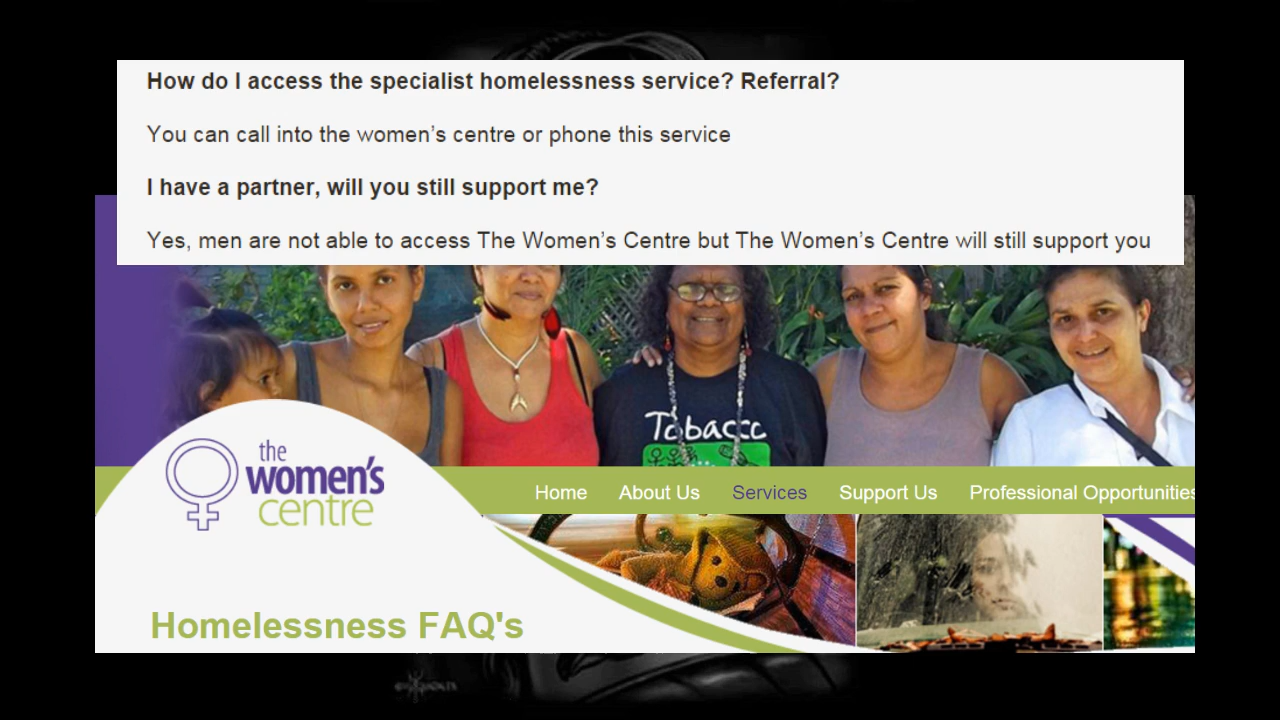 How do I access the specialist homelessness service? Referral?
You can call into the women's centre or phone this service
I have a partner, will you still support me?
Yes, men are not able to access The Women's Centre but The Women's Centre will still support you
Tobacco
the
women's
centre
Home About Us Services Support Us Professional Opportunities
Homelessness FAQ's